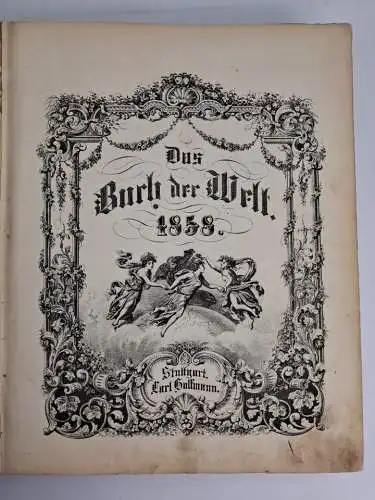 Das
Buch der Welt.
1858.
Stuttgart.
Carl Hoffmann.